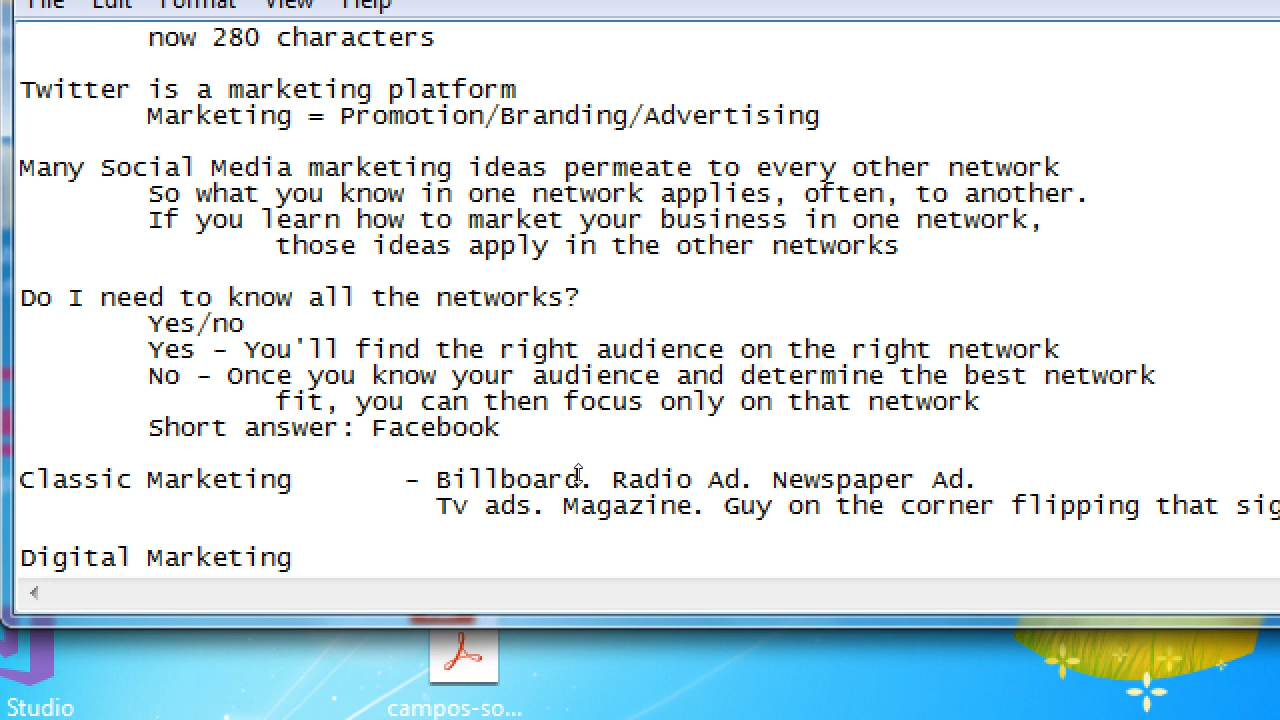 File Edit Format View Help
now 280 characters
Twitter is a marketing platform
Marketing = Promotion/Branding/Advertising
Many Social Media marketing ideas permeate to every other network
So what you know in one network applies, often, to another.
If you learn how to market your business in one network,
those ideas apply in the other networks
Do I need to know all the networks?
Yes/no
Yes - You'll find the right audience on the right network
No - Once you know your audience and determine the best network
fit, you can then focus only on that network
Short answer: Facebook
Classic Marketing - Billboard. Radio Ad. Newspaper Ad.
Tv ads. Magazine. Guy on the corner flipping that sig
Digital Marketing
Studio
campos-so...